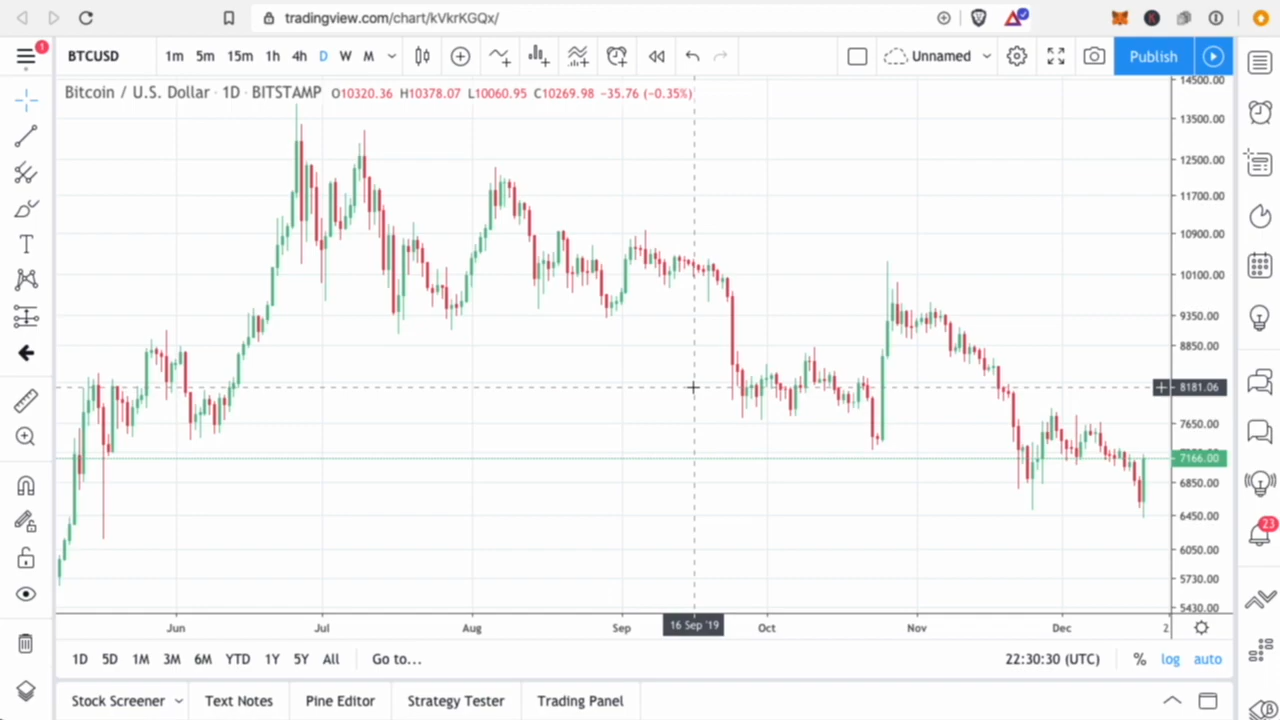 tradingview.com/chart/kVkrKGQx/
1
BTCUSD 1m 5m 15m 1h 4h D W M Unnamed Publish
Bitcoin / U.S. Dollar · 1D · BITSTAMP O10320.36 H10378.07 L10060.95 C10269.98 −35.76 (−0.35%)
14500.00
13500.00
12500.00
11700.00
10900.00
10100.00
9350.00
8850.00
8181.06
7650.00
7166.00
6850.00
6450.00
6050.00
5730.00
5430.00
T
23
Jun Jul Aug Sep 16 Sep '19 Oct Nov Dec 2
1D 5D 1M 3M 6M YTD 1Y 5Y All Go to... 22:30:30 (UTC) % log auto
Stock Screener Text Notes Pine Editor Strategy Tester Trading Panel